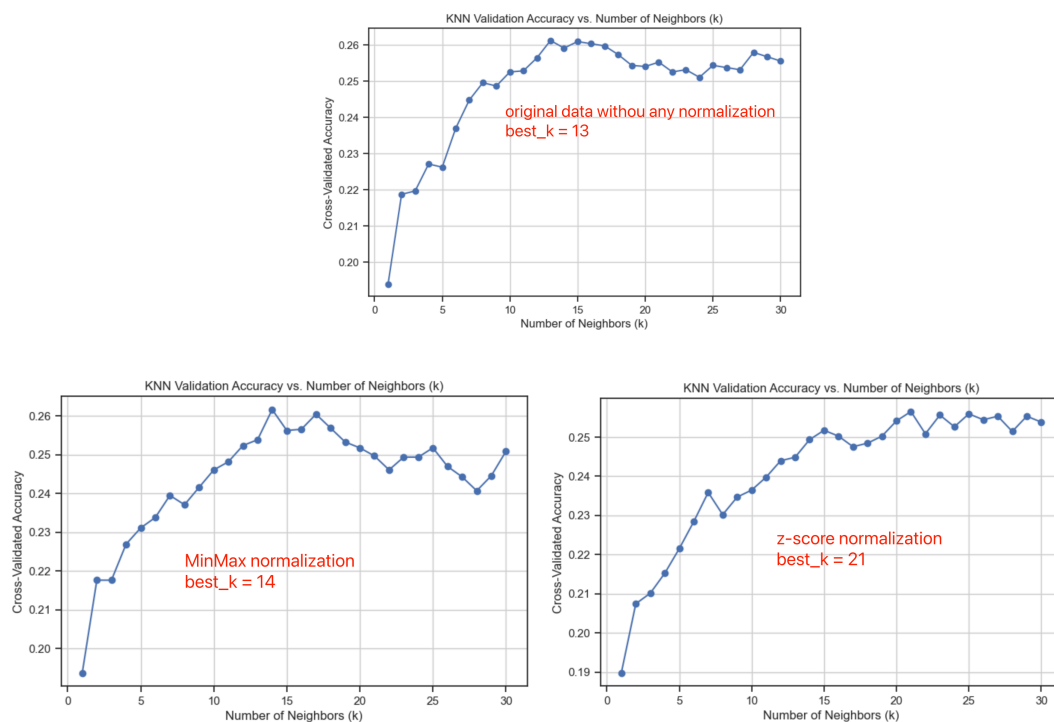 KNN Validation Accuracy vs. Number of Neighbors (k)
0.26
0.25
0.24
0.23
0.22
0.21
0.20
Cross-Validated Accuracy
original data withou any normalization
best_k = 13
0 5 10 15 20 25 30
Number of Neighbors (k)
KNN Validation Accuracy vs. Number of Neighbors (k)
0.26
0.25
0.24
0.23
0.22
0.21
0.20
Cross-Validated Accuracy
MinMax normalization
best_k = 14
0 5 10 15 20 25 30
Number of Neighbors (k)
KNN Validation Accuracy vs. Number of Neighbors (k)
0.25
0.24
0.23
0.22
0.21
0.20
0.19
Cross-Validated Accuracy
z-score normalization
best_k = 21
0 5 10 15 20 25 30
Number of Neighbors (k)